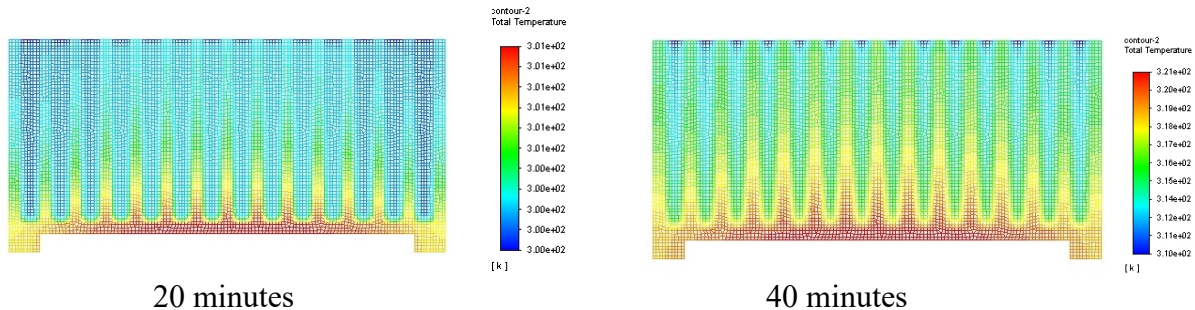 contour-2
Total Temperature
3.01e+02
3.01e+02
3.01e+02
3.01e+02
3.01e+02
3.00e+02
3.00e+02
3.00e+02
3.00e+02
3.00e+02
3.00e+02
[ k ]
20 minutes
contour-2
Total Temperature
3.21e+02
3.20e+02
3.19e+02
3.18e+02
3.17e+02
3.16e+02
3.15e+02
3.13e+02
3.12e+02
3.11e+02
3.10e+02
[ k ]
40 minutes